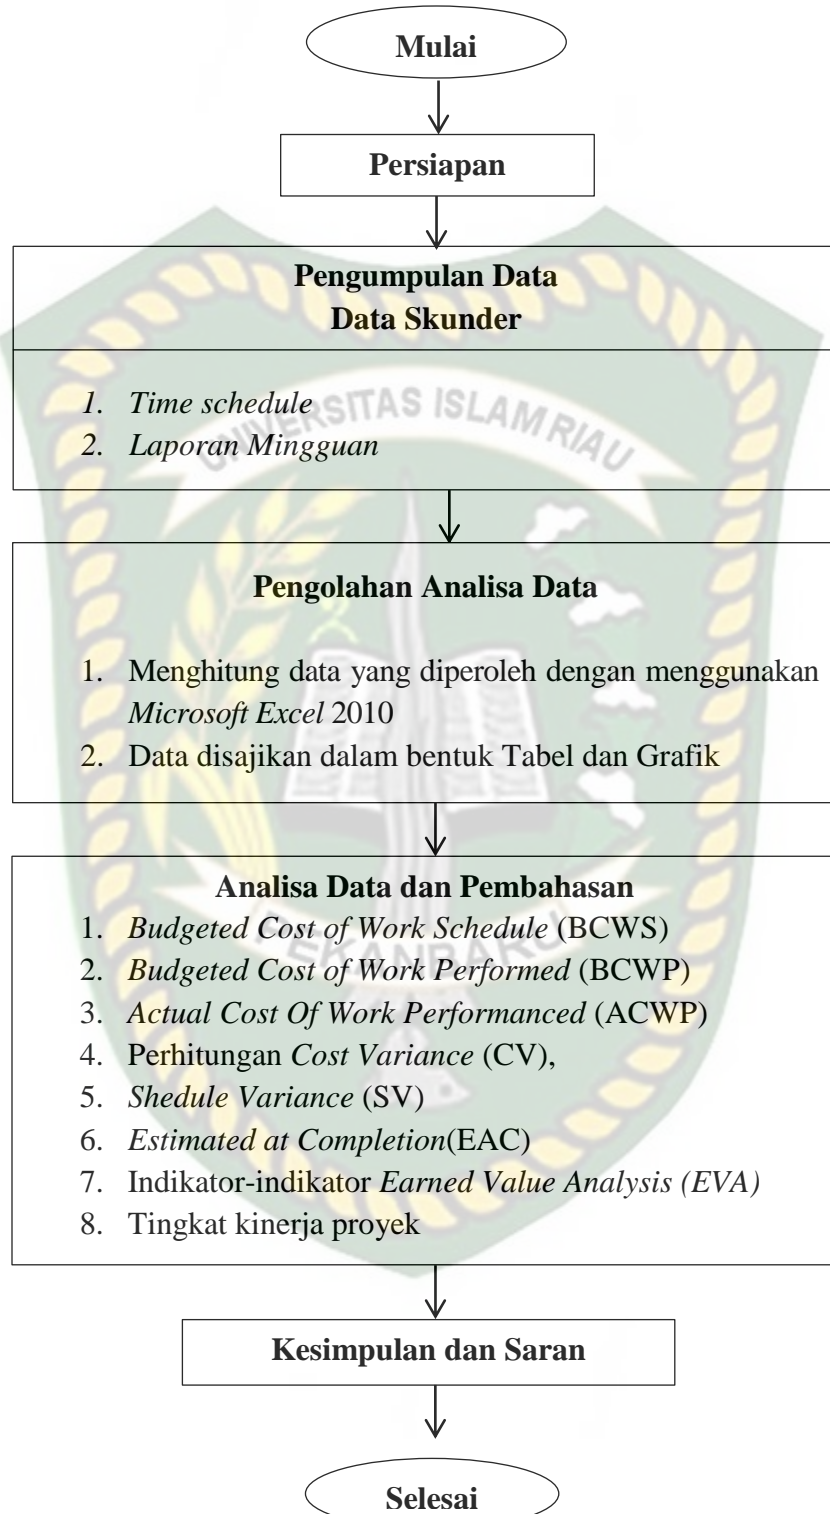 Mulai
Persiapan
Pengumpulan Data
Data Skunder
1. Time schedule
2. Laporan Mingguan
UNIVERSITAS ISLAM RIAU
Pengolahan Analisa Data
1. Menghitung data yang diperoleh dengan menggunakan
Microsoft Excel 2010
2. Data disajikan dalam bentuk Tabel dan Grafik
Analisa Data dan Pembahasan
1. Budgeted Cost of Work Schedule (BCWS)
PEKANBARU
2. Budgeted Cost of Work Performed (BCWP)
3. Actual Cost Of Work Performanced (ACWP)
4. Perhitungan Cost Variance (CV),
5. Shedule Variance (SV)
6. Estimated at Completion(EAC)
7. Indikator-indikator Earned Value Analysis (EVA)
8. Tingkat kinerja proyek
Kesimpulan dan Saran
Selesai